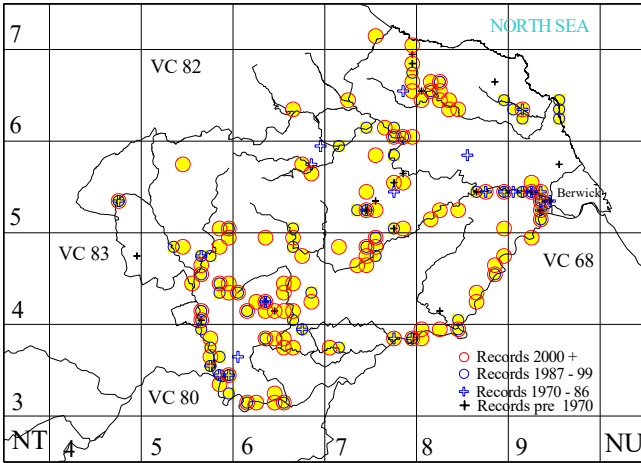 7
NORTH SEA
VC 82
6
Berwick
5
VC 83
VC 68
4
Records 2000 +
Records 1987 - 99
Records 1970 - 86
VC 80
Records pre 1970
3
NT 4 5 6 7 8 9 NU